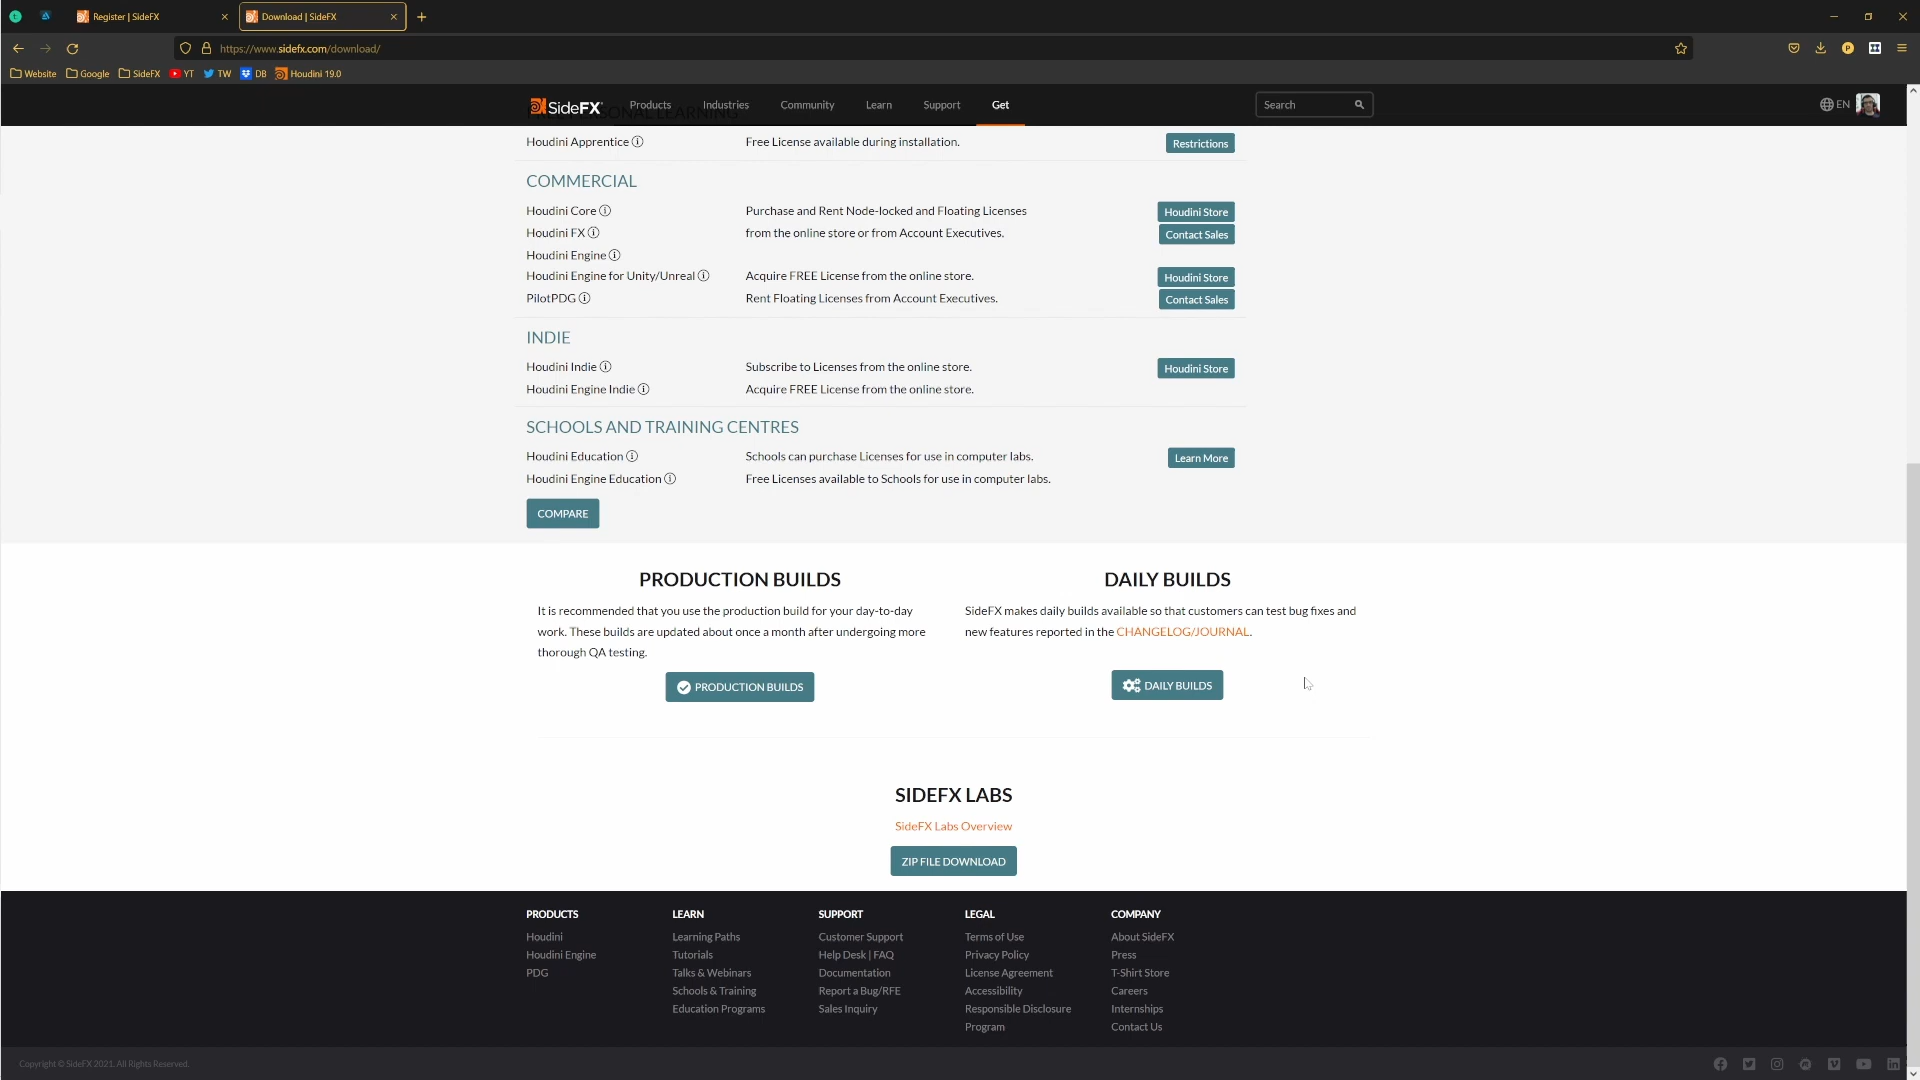 Register | SideFX
Download | SideFX
https://www.sidefx.com/download/
Website Google SideFX YT TW DB Houdini 19.0
SideFX Products Industries Community Learn Support Get Search EN
Houdini Apprentice Free License available during installation. Restrictions
COMMERCIAL
Houdini Core Purchase and Rent Node-locked and Floating Licenses Houdini Store
Houdini FX from the online store or from Account Executives. Contact Sales
Houdini Engine
Houdini Engine for Unity/Unreal Acquire FREE License from the online store. Houdini Store
PilotPDG Rent Floating Licenses from Account Executives. Contact Sales
INDIE
Houdini Indie Subscribe to Licenses from the online store. Houdini Store
Houdini Engine Indie Acquire FREE License from the online store.
SCHOOLS AND TRAINING CENTRES
Houdini Education Schools can purchase Licenses for use in computer labs. Learn More
Houdini Engine Education Free Licenses available to Schools for use in computer labs.
COMPARE
PRODUCTION BUILDS
It is recommended that you use the production build for your day-to-day
work. These builds are updated about once a month after undergoing more
thorough QA testing.
PRODUCTION BUILDS
DAILY BUILDS
SideFX makes daily builds available so that customers can test bug fixes and
new features reported in the CHANGELOG/JOURNAL.
DAILY BUILDS
SIDEFX LABS
SideFX Labs Overview
ZIP FILE DOWNLOAD
PRODUCTS
Houdini
Houdini Engine
PDG
LEARN
Learning Paths
Tutorials
Talks & Webinars
Schools & Training
Education Programs
SUPPORT
Customer Support
Help Desk | FAQ
Documentation
Report a Bug/RFE
Sales Inquiry
LEGAL
Terms of Use
Privacy Policy
License Agreement
Accessibility
Responsible Disclosure
Program
COMPANY
About SideFX
Press
T-Shirt Store
Careers
Internships
Contact Us
Copyright © SideFX 2021. All Rights Reserved.